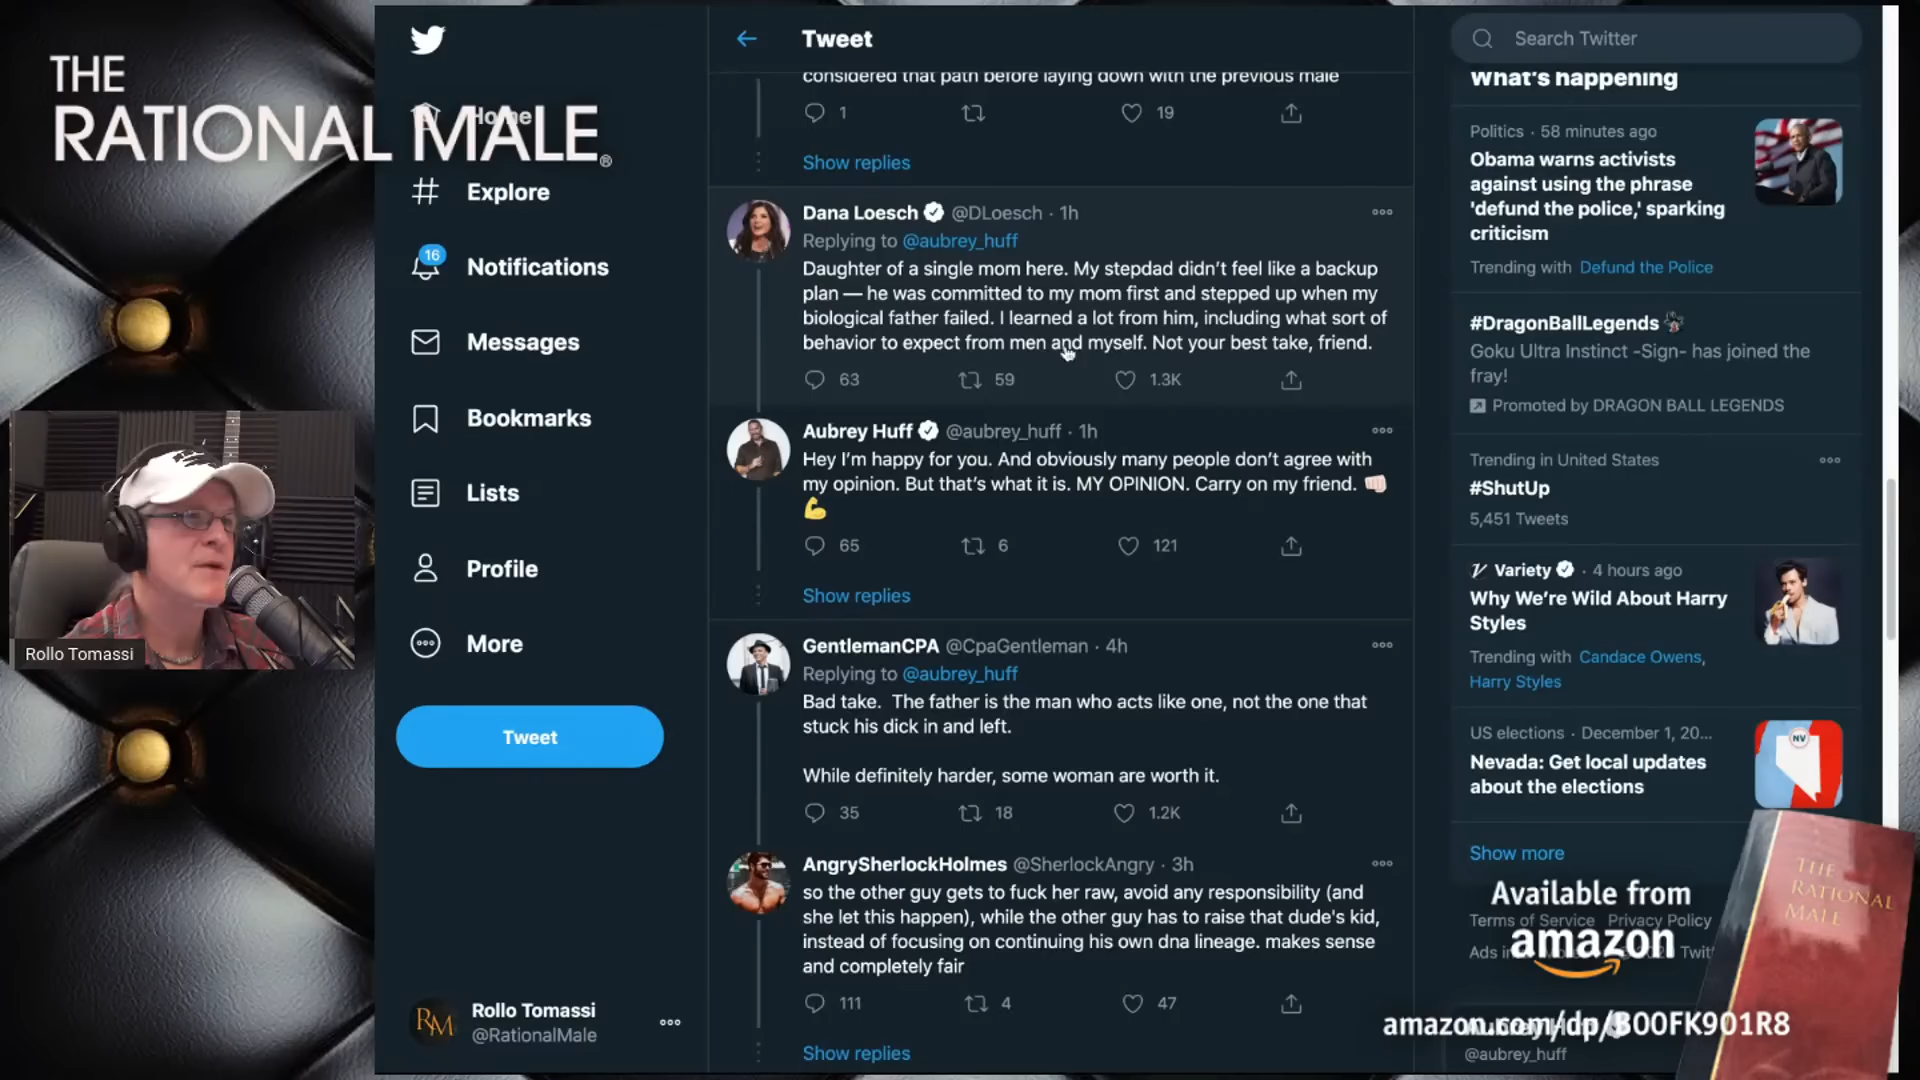 THE
RATIONAL MALE®
Rollo Tomassi
Home
Explore
16
Notifications
Messages
Bookmarks
Lists
Profile
More
Tweet
Rollo Tomassi
@RationalMale
Tweet
considered that path before laying down with the previous male
1 19
Show replies
Dana Loesch @DLoesch · 1h
Replying to @aubrey_huff
Daughter of a single mom here. My stepdad didn't feel like a backup
plan — he was committed to my mom first and stepped up when my
biological father failed. I learned a lot from him, including what sort of
behavior to expect from men and myself. Not your best take, friend.
63 59 1.3K
Aubrey Huff @aubrey_huff · 1h
Hey I'm happy for you. And obviously many people don't agree with
my opinion. But that's what it is. MY OPINION. Carry on my friend. 👊🏻
💪
65 6 121
Show replies
GentlemanCPA @CpaGentleman · 4h
Replying to @aubrey_huff
Bad take. The father is the man who acts like one, not the one that
stuck his dick in and left.
While definitely harder, some woman are worth it.
35 18 1.2K
AngrySherlockHolmes @SherlockAngry · 3h
so the other guy gets to fuck her raw, avoid any responsibility (and
she let this happen), while the other guy has to raise that dude's kid,
instead of focusing on continuing his own dna lineage. makes sense
and completely fair
111 4 47
Show replies
Search Twitter
What's happening
Politics · 58 minutes ago
Obama warns activists
against using the phrase
'defund the police,' sparking
criticism
Trending with Defund the Police
#DragonBallLegends
Goku Ultra Instinct -Sign- has joined the
fray!
Promoted by DRAGON BALL LEGENDS
Trending in United States
#ShutUp
5,451 Tweets
Variety · 4 hours ago
Why We're Wild About Harry
Styles
Trending with Candace Owens,
Harry Styles
US elections · December 1, 20...
Nevada: Get local updates
about the elections
NV
Show more
Available from
Terms of Service Privacy Policy
amazon
Ads
THE
RATIONAL
MALE
amazon.com/dp/B00FK901R8
@aubrey_huff
RM